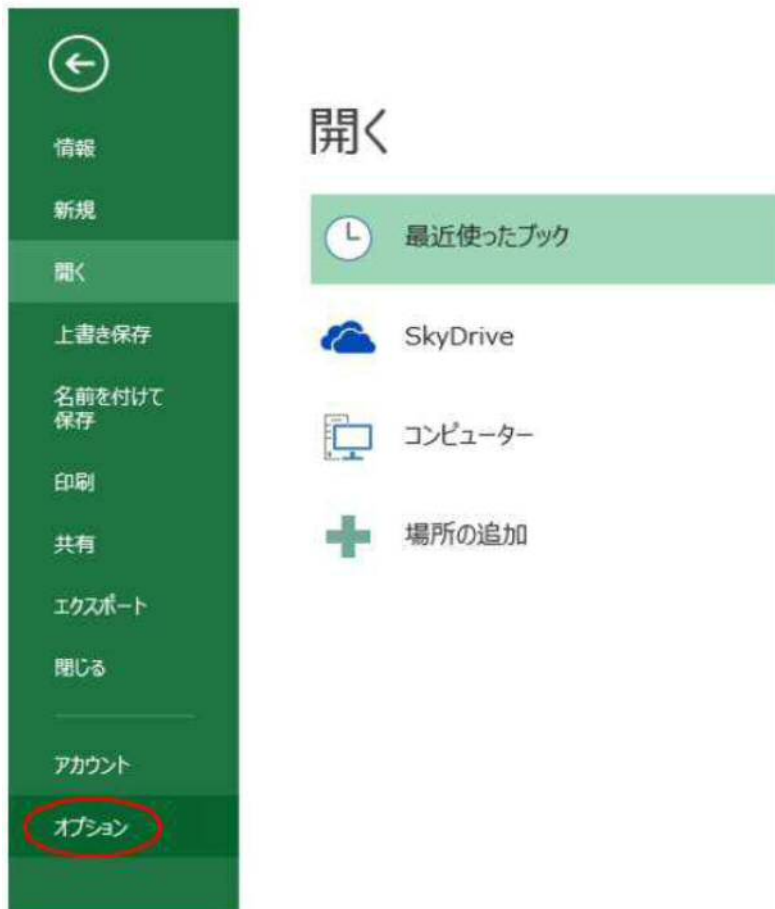 情報
新規
開く
上書き保存
名前を付けて
保存
印刷
共有
エクスポート
閉じる
アカウント
オプション
開く
最近使ったブック
SkyDrive
コンピューター
場所の追加